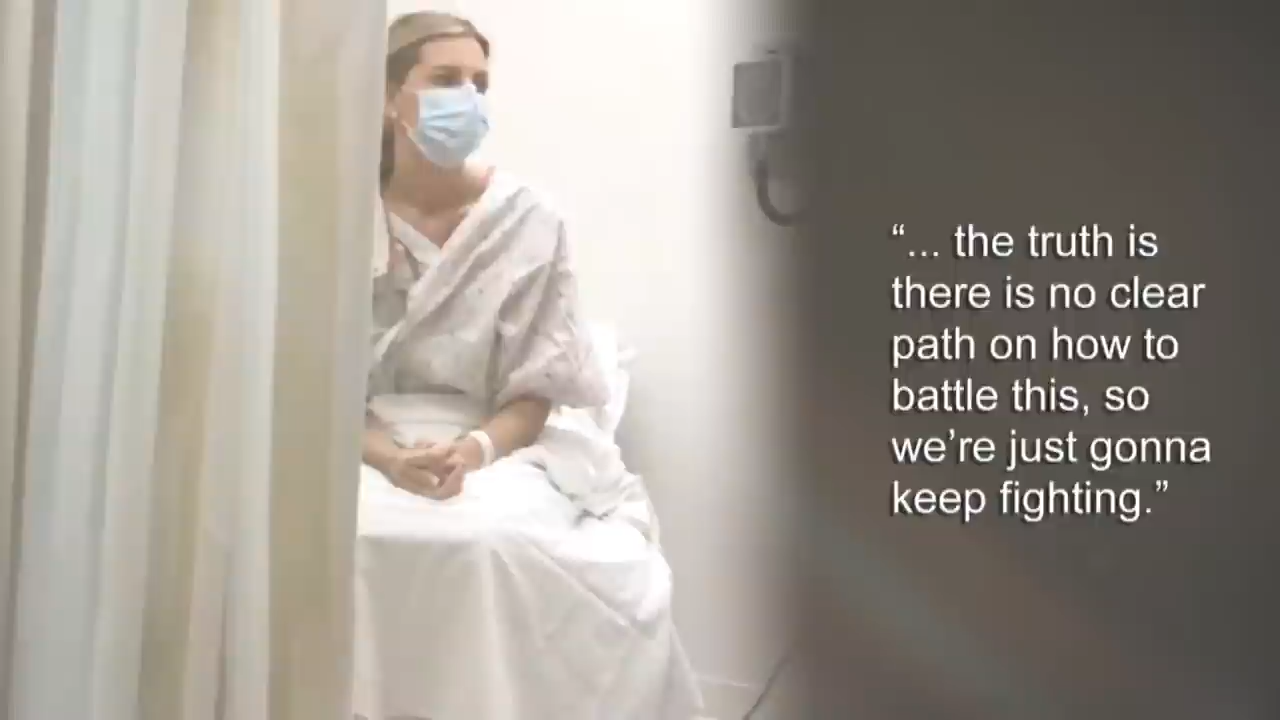 “... the truth is
there is no clear
path on how to
battle this, so
we’re just gonna
keep fighting.”